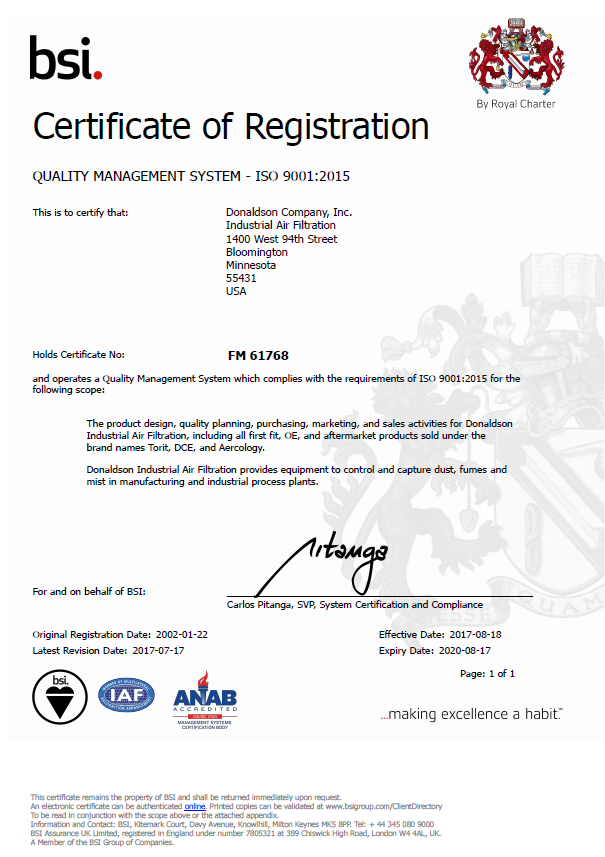 bsi.
By Royal Charter
Certificate of Registration
QUALITY MANAGEMENT SYSTEM - ISO 9001:2015
This is to certify that:
Donaldson Company, Inc.
Industrial Air Filtration
1400 West 94th Street
Bloomington
Minnesota
55431
USA
Holds Certificate No:
FM 61768
and operates a Quality Management System which complies with the requirements of ISO 9001:2015 for the
following scope:
The product design, quality planning, purchasing, marketing, and sales activities for Donaldson
Industrial Air Filtration, including all first fit, OE, and aftermarket products sold under the
brand names Torit, DCE, and Aercology.
Donaldson Industrial Air Filtration provides equipment to control and capture dust, fumes and
mist in manufacturing and industrial process plants.
Pitanga
For and on behalf of BSI:
Carlos Pitanga, SVP, System Certification and Compliance
Original Registration Date: 2002-01-22
Effective Date: 2017-08-18
Latest Revision Date: 2017-07-17
Expiry Date: 2020-08-17
Page: 1 of 1
bsi.
IAF
ANAB
ACCREDITED
MANAGEMENT SYSTEMS
CERTIFICATION BODY
...making excellence a habit.™
This certificate remains the property of BSI and shall be returned immediately upon request.
An electronic certificate can be authenticated online. Printed copies can be validated at www.bsigroup.com/ClientDirectory
To be read in conjunction with the scope above or the attached appendix.
Information and Contact: BSI, Kitemark Court, Davy Avenue, Knowlhill, Milton Keynes MK5 8PP. Tel: + 44 345 080 9000
BSI Assurance UK Limited, registered in England under number 7805321 at 389 Chiswick High Road, London W4 4AL, UK.
A Member of the BSI Group of Companies.